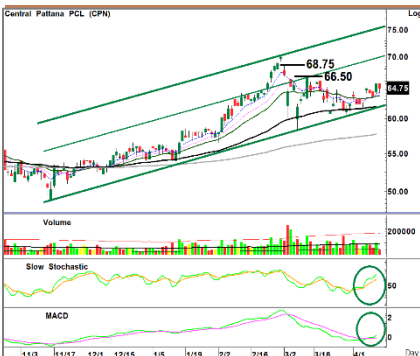 Central Pattana PCL (CPN) Log
75.00
70.00
68.75
66.50
64.75
60.00
55.00
50.00
Volume
200000
Slow Stochastic
50
MACD
2
0
11/3 11/17 12/1 12/15 1/5 1/19 2/2 2/16 3/2 3/16 4/1 Day